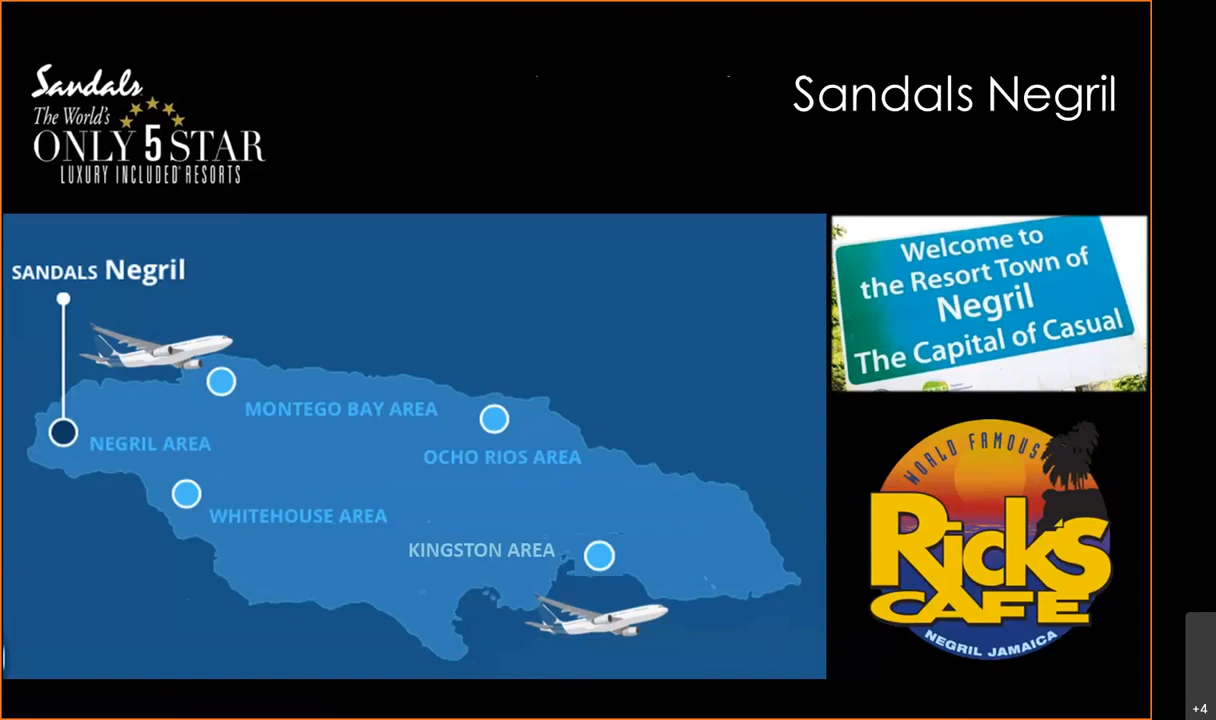 Sandals
The World's
ONLY 5 STAR
LUXURY INCLUDED® RESORTS
Sandals Negril
SANDALS Negril
MONTEGO BAY AREA
NEGRIL AREA
OCHO RIOS AREA
WHITEHOUSE AREA
KINGSTON AREA
Welcome to
the Resort Town of
Negril
The Capital of Casual
WORLD FAMOUS
Rick's
CAFE
NEGRIL JAMAICA
+4